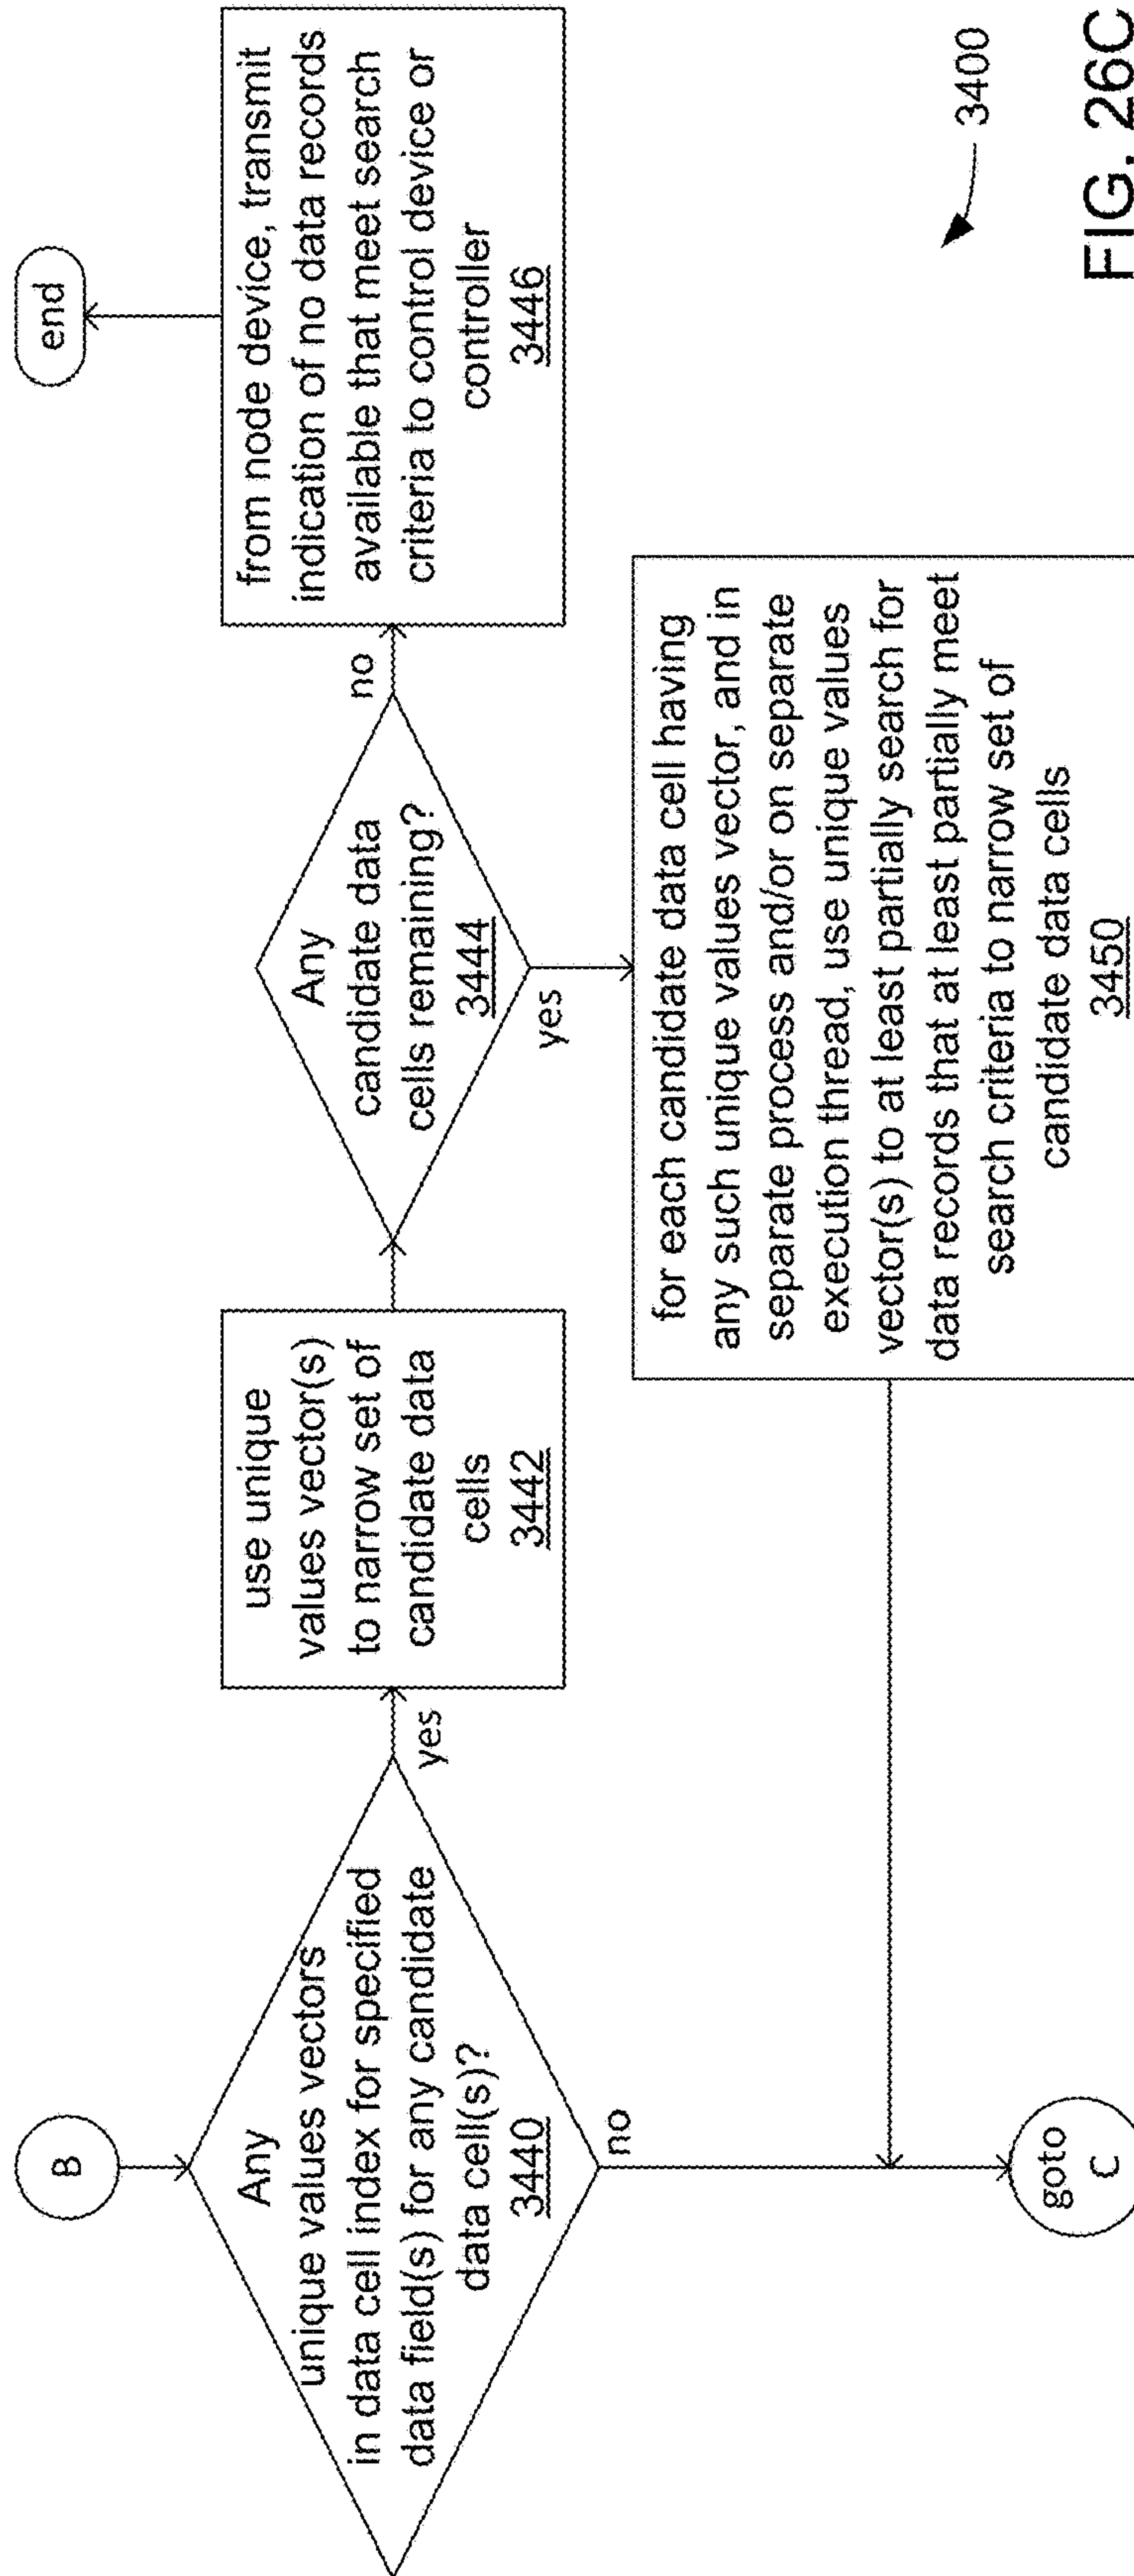 B
Any
unique values vectors
in data cell index for specified
data field(s) for any candidate
data cell(s)?
3440
yes
no
use unique
values vector(s)
to narrow set of
candidate data
cells
3442
Any
candidate data
cells remaining?
3444
no
yes
from node device, transmit
indication of no data records
available that meet search
criteria to control device or
controller
3446
end
for each candidate data cell having
any such unique values vector, and in
separate process and/or on separate
execution thread, use unique values
vector(s) to at least partially search for
data records that at least partially meet
search criteria to narrow set of
candidate data cells
3450
goto
C
3400
FIG. 26C